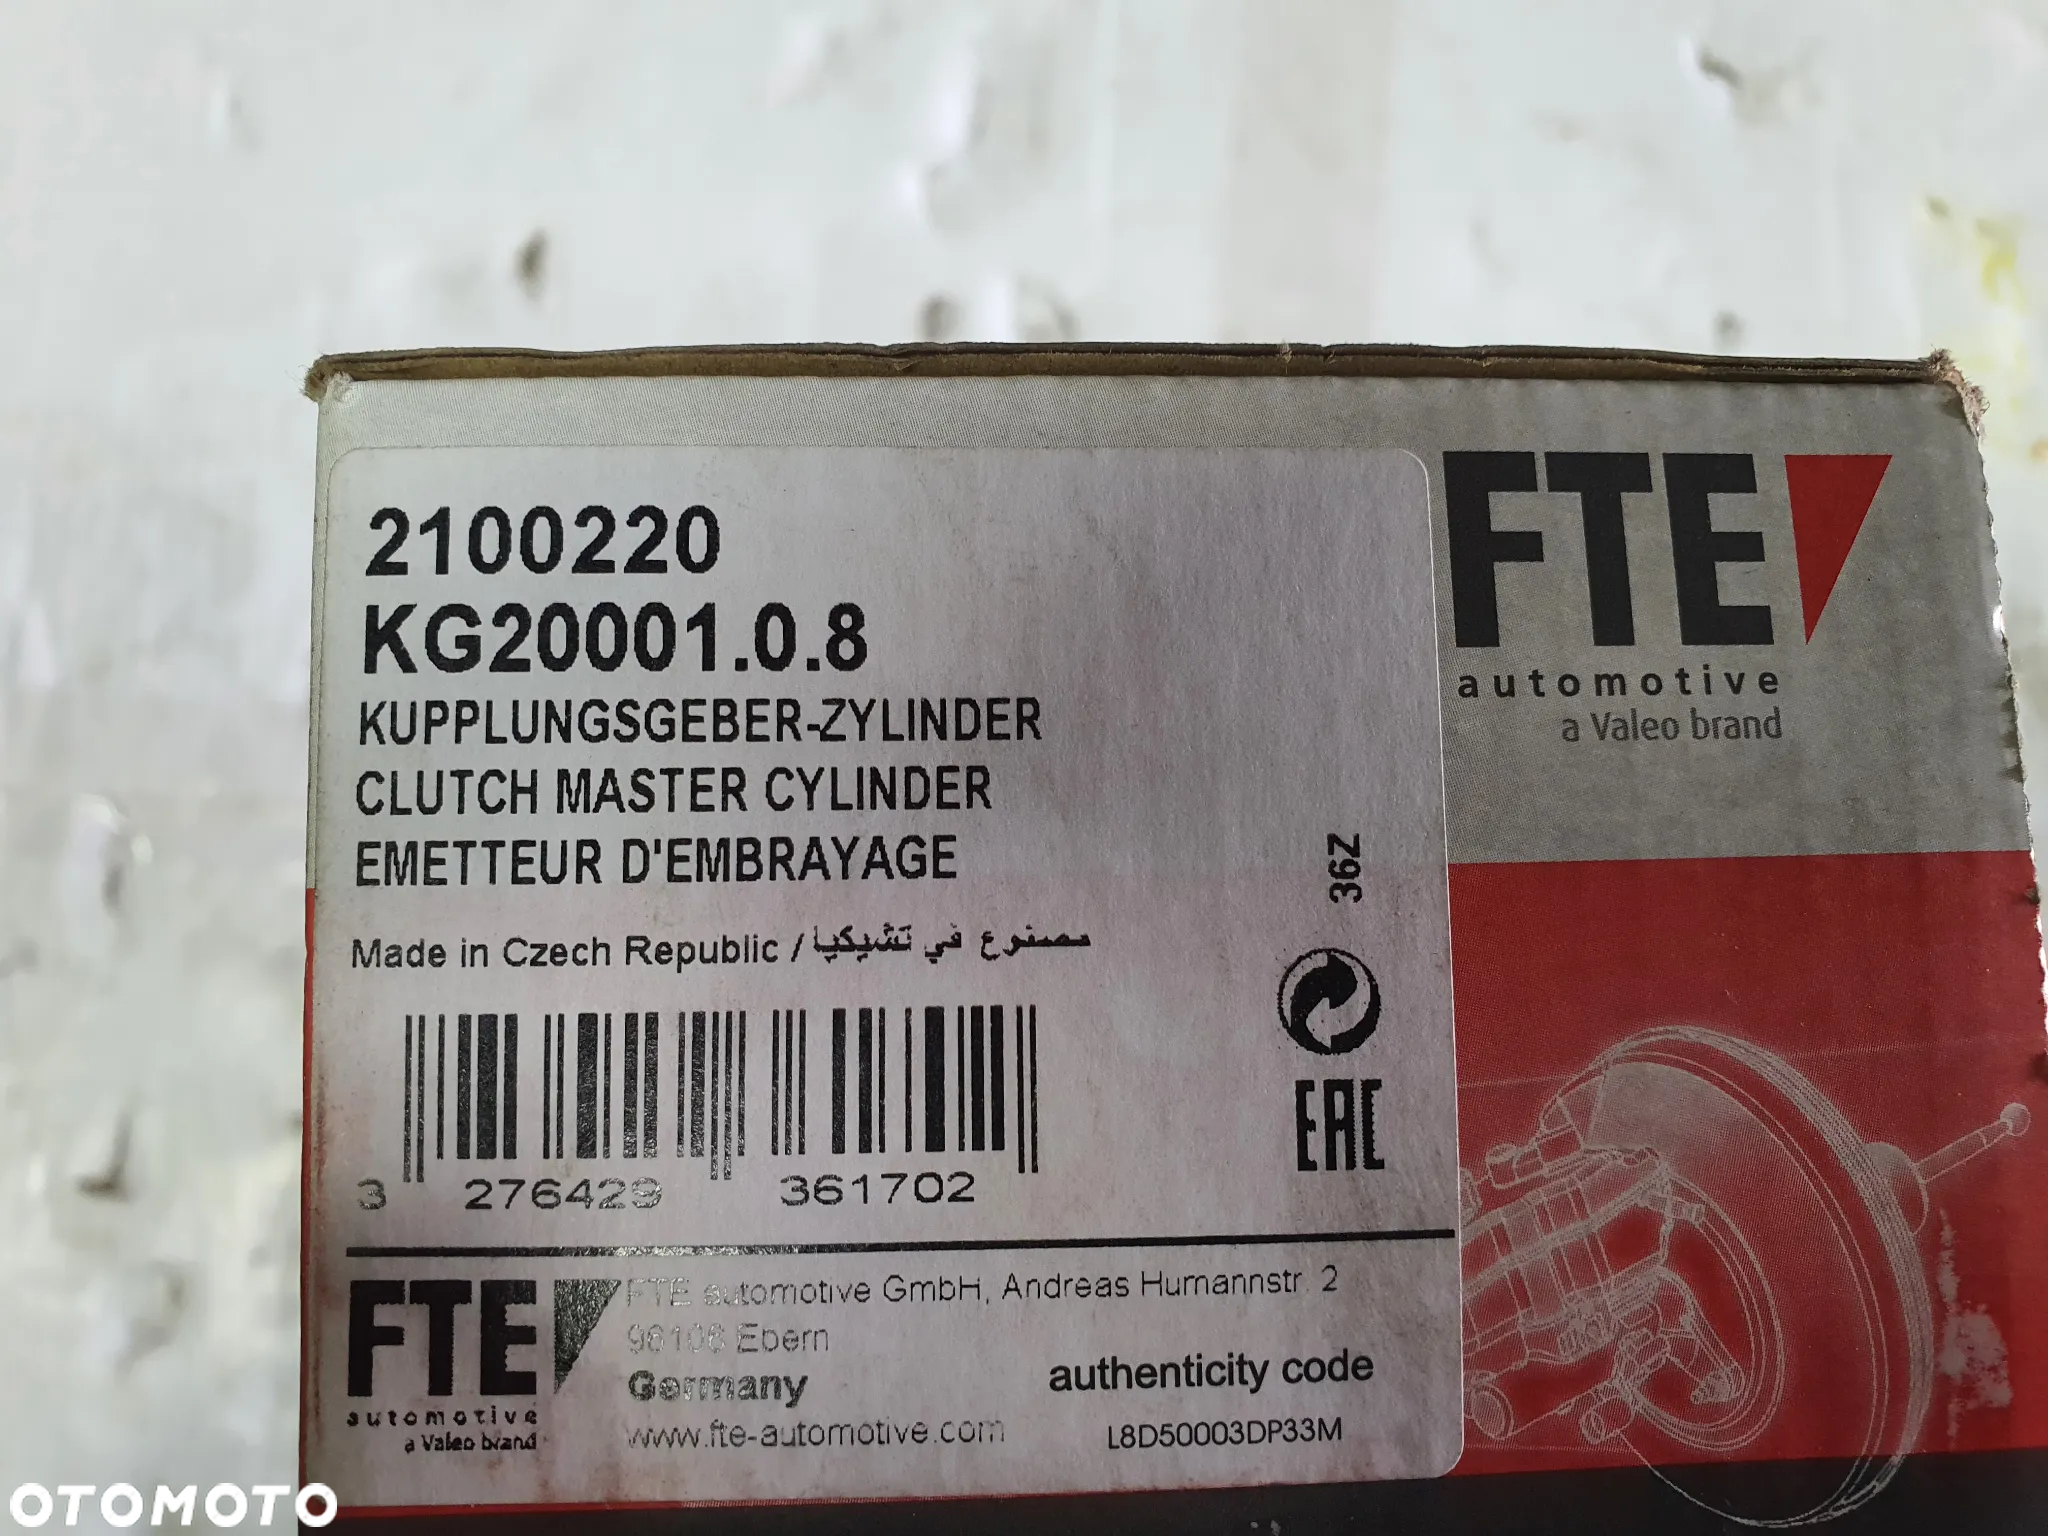 2100220
KG20001.0.8
KUPPLUNGSGEBER-ZYLINDER
CLUTCH MASTER CYLINDER
EMETTEUR D'EMBRAYAGE
Made in Czech Republic / مصنوع في تشيكيا
36Z
EAC
3 276429 361702
FTE
automotive
a Valeo brand
FTE automotive GmbH, Andreas Humannstr. 2
96106 Ebern
Germany
www.fte-automotive.com
authenticity code
L8D50003DP33M
FTE
automotive
a Valeo brand
OTOMOTO